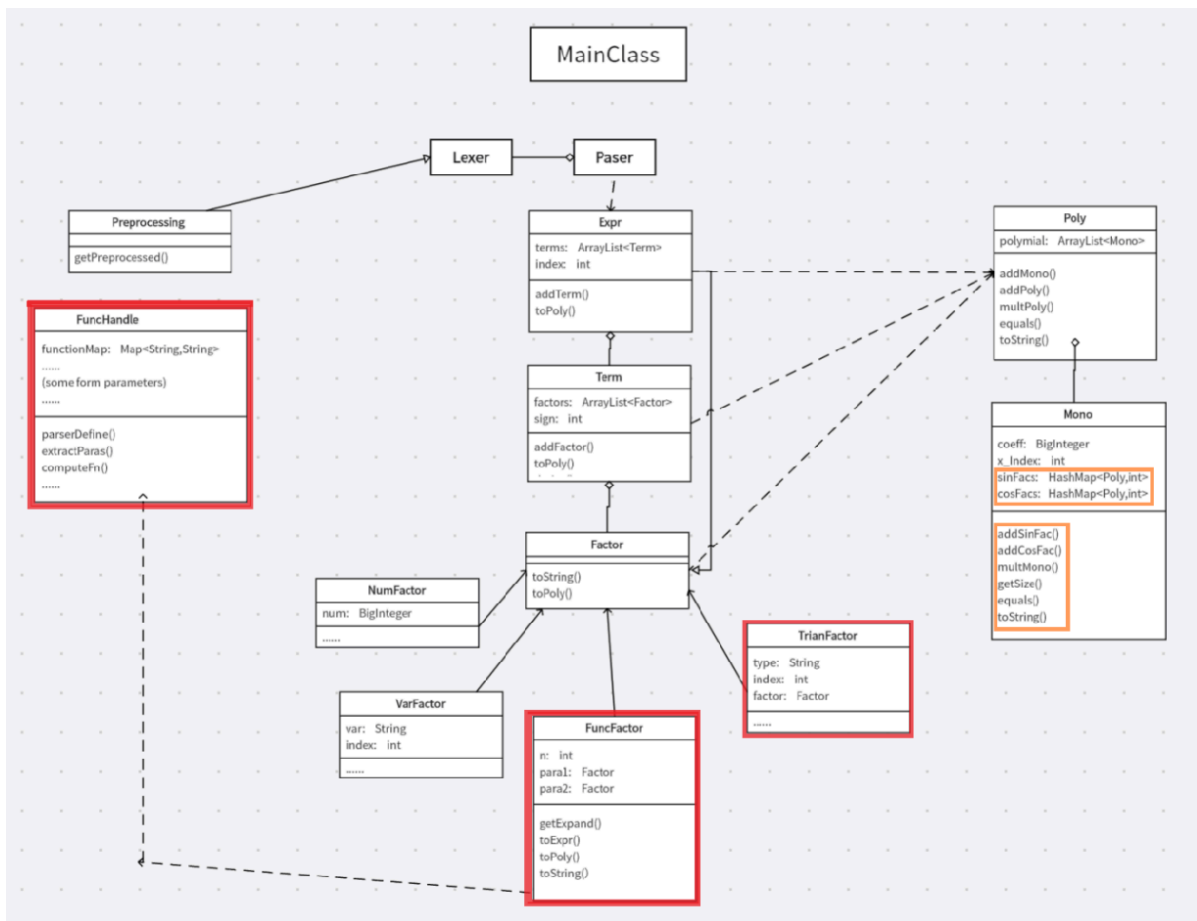 MainClass
Lexer
Paser
Preprocessing
getPreprocessed()
Expr
terms: ArrayList<Term>
index: int
addTerm()
toPoly()
Poly
polymial: ArrayList<Mono>
addMono()
addPoly()
multPoly()
equals()
toString()
FuncHandle
functionMap: Map<String,String>
......
(some form parameters)
......
parserDefine()
extractParas()
computeFn()
......
Term
factors: ArrayList<Factor>
sign: int
addFactor()
toPoly()
Mono
coeff: BigInteger
x_Index: int
sinFacs: HashMap<Poly,int>
cosFacs: HashMap<Poly,int>
addSinFac()
addCosFac()
multMono()
getSize()
equals()
toString()
Factor
toString()
toPoly()
NumFactor
num: BigInteger
......
TrianFactor
type: String
index: int
factor: Factor
......
VarFactor
var: String
index: int
......
FuncFactor
n: int
para1: Factor
para2: Factor
getExpand()
toExpr()
toPoly()
toString()